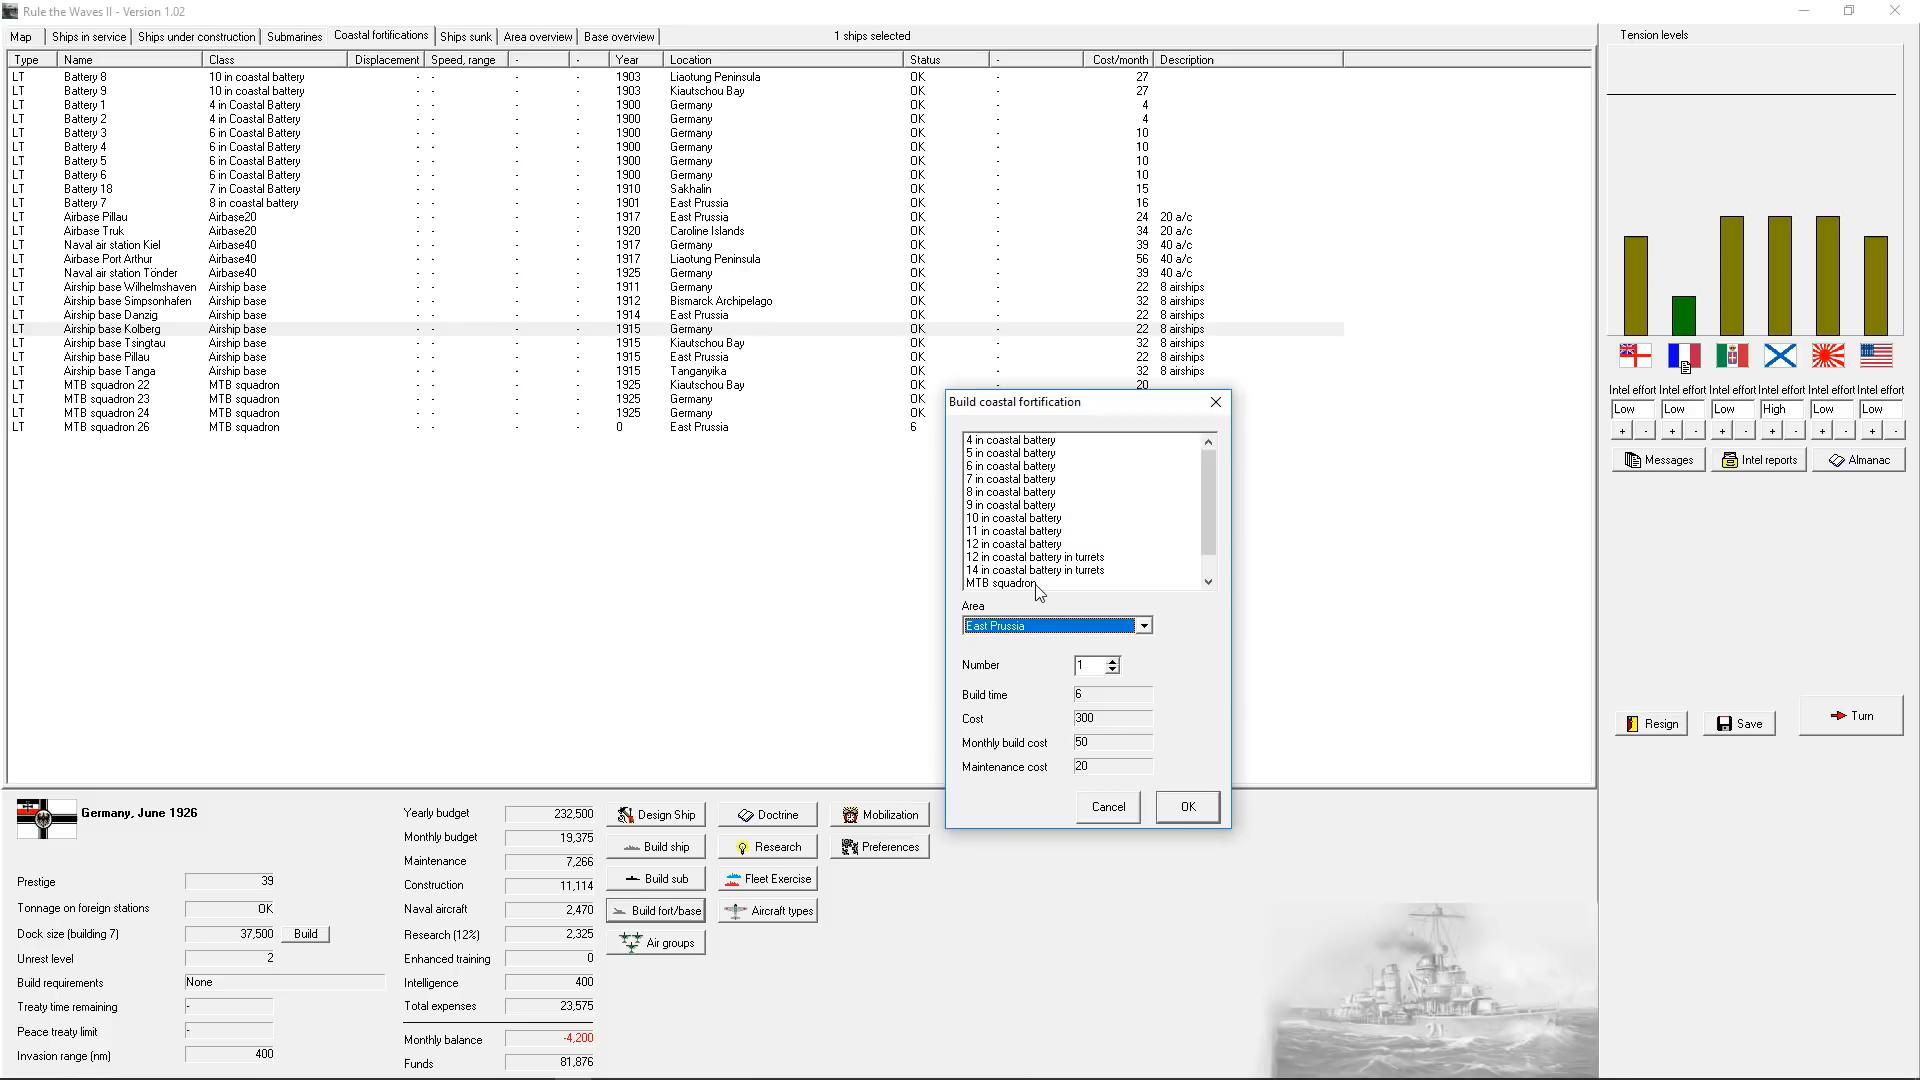 Rule the Waves II - Version 1.02
Map Ships in service Ships under construction Submarines Coastal fortifications Ships sunk Area overview Base overview 1 ships selected
Type Name Class Displacement Speed, range - - Year Location Status - Cost/month Description
LT Battery 8 10 in coastal battery - - - - 1903 Liaotung Peninsula OK - 27
LT Battery 9 10 in coastal battery - - - - 1903 Kiautschou Bay OK - 27
LT Battery 1 4 in Coastal Battery - - - - 1900 Germany OK - 4
LT Battery 2 4 in Coastal Battery - - - - 1900 Germany OK - 4
LT Battery 3 6 in Coastal Battery - - - - 1900 Germany OK - 10
LT Battery 4 6 in Coastal Battery - - - - 1900 Germany OK - 10
LT Battery 5 6 in Coastal Battery - - - - 1900 Germany OK - 10
LT Battery 6 6 in Coastal Battery - - - - 1900 Germany OK - 10
LT Battery 18 7 in Coastal Battery - - - - 1910 Sakhalin OK - 15
LT Battery 7 8 in coastal battery - - - - 1901 East Prussia OK - 16
LT Airbase Pillau Airbase20 - - - - 1917 East Prussia OK - 24 20 a/c
LT Airbase Truk Airbase20 - - - - 1920 Caroline Islands OK - 34 20 a/c
LT Naval air station Kiel Airbase40 - - - - 1917 Germany OK - 39 40 a/c
LT Airbase Port Arthur Airbase40 - - - - 1917 Liaotung Peninsula OK - 56 40 a/c
LT Naval air station Tönder Airbase40 - - - - 1925 Germany OK - 39 40 a/c
LT Airship base Wilhelmshaven Airship base - - - - 1911 Germany OK - 22 8 airships
LT Airship base Simpsonhafen Airship base - - - - 1912 Bismarck Archipelago OK - 32 8 airships
LT Airship base Danzig Airship base - - - - 1914 East Prussia OK - 22 8 airships
LT Airship base Kolberg Airship base - - - - 1915 Germany OK - 22 8 airships
LT Airship base Tsingtau Airship base - - - - 1915 Kiautschou Bay OK - 32 8 airships
LT Airship base Pillau Airship base - - - - 1915 East Prussia OK - 22 8 airships
LT Airship base Tanga Airship base - - - - 1915 Tanganyika OK - 32 8 airships
LT MTB squadron 22 MTB squadron - - - - 1925 Kiautschou Bay OK - 20
LT MTB squadron 23 MTB squadron - - - - 1925 Germany OK
LT MTB squadron 24 MTB squadron - - - - 1925 Germany OK
LT MTB squadron 26 MTB squadron - - - - 0 East Prussia 6
Build coastal fortification
4 in coastal battery
5 in coastal battery
6 in coastal battery
7 in coastal battery
8 in coastal battery
9 in coastal battery
10 in coastal battery
11 in coastal battery
12 in coastal battery
12 in coastal battery in turrets
14 in coastal battery in turrets
MTB squadron
Area
East Prussia
Number 1
Build time 6
Cost 300
Monthly build cost 50
Maintenance cost 20
Cancel OK
Tension levels
Intel effort Intel effort Intel effort Intel effort Intel effort Intel effort
Low Low Low High Low Low
+ - + - + - + - + - + -
Messages Intel reports Almanac
Resign Save Turn
Germany, June 1926
Prestige 39
Tonnage on foreign stations OK
Dock size (building 7) 37,500 Build
Unrest level 2
Build requirements None
Treaty time remaining -
Peace treaty limit -
Invasion range (nm) 400
Yearly budget 232,500
Monthly budget 19,375
Maintenance 7,266
Construction 11,114
Naval aircraft 2,470
Research (12%) 2,325
Enhanced training 0
Intelligence 400
Total expenses 23,575
Monthly balance -4,200
Funds 81,876
Design Ship Doctrine Mobilization
Build ship Research Preferences
Build sub Fleet Exercise
Build fort/base Aircraft types
Air groups